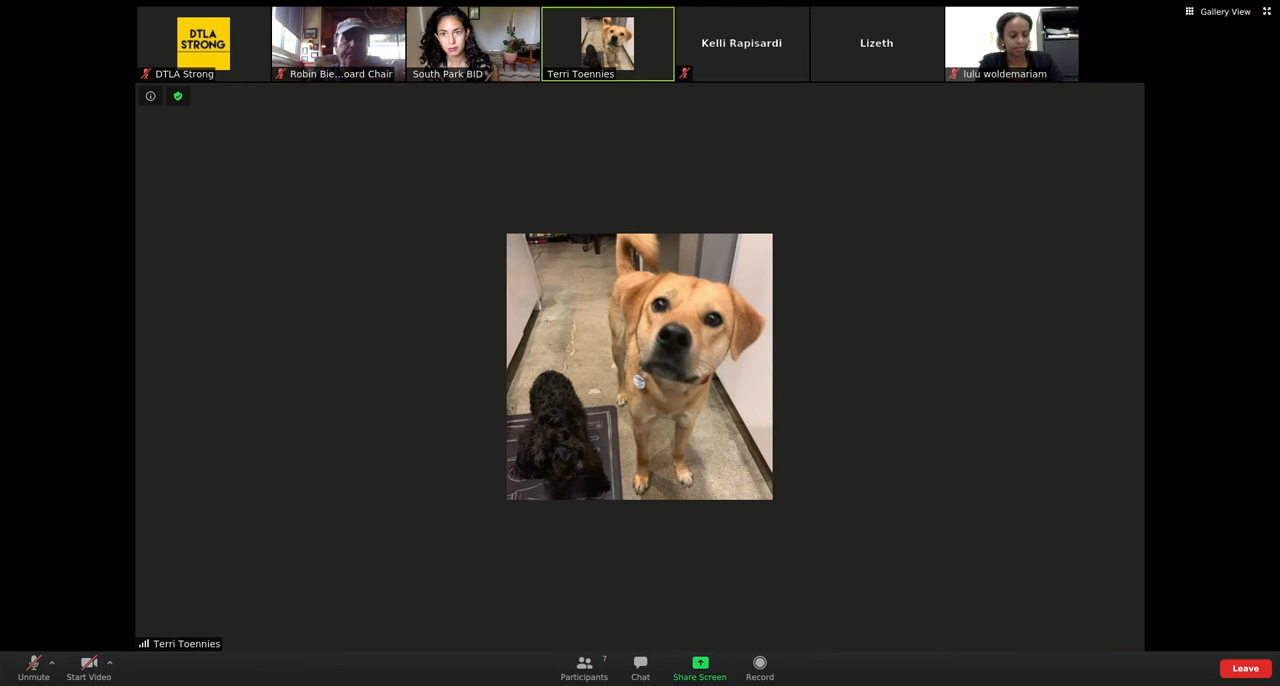 DTLA
STRONG
DTLA Strong
Robin Bie...oard Chair
South Park BID
Terri Toennies
Kelli Rapisardi
Lizeth
lulu woldemariam
Gallery View
Terri Toennies
Unmute
Start Video
Participants
7
Chat
Share Screen
Record
Leave